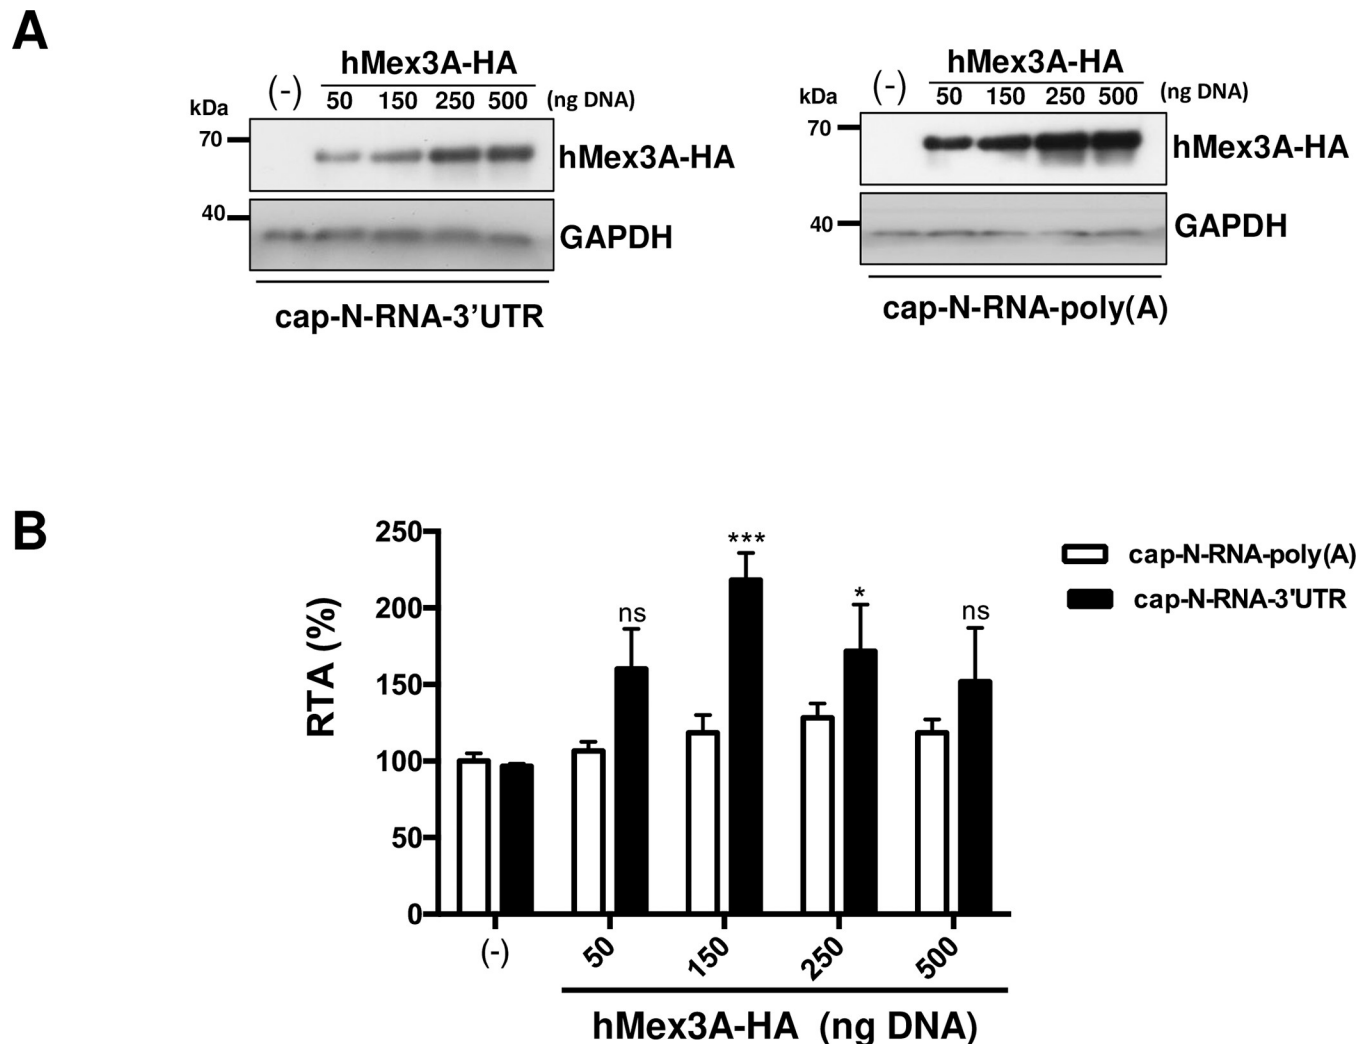 A
hMex3A-HA
(-) 50 150 250 500 (ng DNA)
kDa
70
hMex3A-HA
40
GAPDH
cap-N-RNA-3’UTR
hMex3A-HA
(-) 50 150 250 500 (ng DNA)
kDa
70
hMex3A-HA
40
GAPDH
cap-N-RNA-poly(A)
B
RTA (%)
250
200
150
100
50
0
ns
***
*
ns
cap-N-RNA-poly(A)
cap-N-RNA-3'UTR
(-) 50 150 250 500
hMex3A-HA (ng DNA)